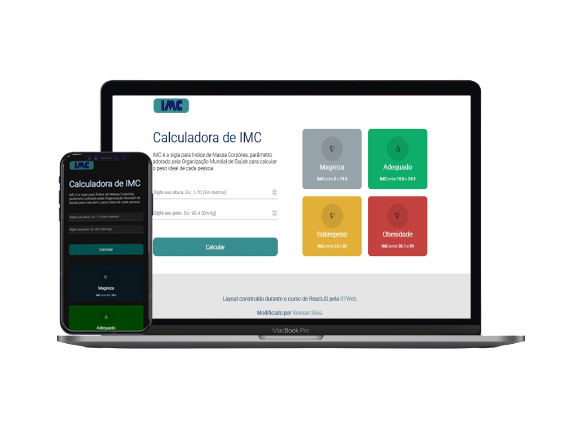 IMC
Calculadora de IMC
IMC é a sigla para Índice de Massa Corpórea, parâmetro
adotado pela Organização Mundial de Saúde para calcular
o peso ideal de cada pessoa.
Digite sua altura. Ex: 1.70 (Em metros)
Digite seu peso. Ex: 60.4 (Em kg)
Calcular
Magreza
IMC entre 0 e 18.5
Adequado
IMC entre 18.6 e 24.9
Sobrepeso
IMC entre 25 e 30
Obesidade
IMC entre 30.1 e 99
Layout construído durante o curso de ReactJS pela B7Web.
Modificado por Silva.
MacBook Pro
IMC
Calculadora de IMC
IMC é a sigla para Índice de Massa Corpórea,
parâmetro adotado pela Organização Mundial de
Saúde para calcular o peso ideal de cada pessoa.
Digite sua altura. Ex: 1.70 (Em metros)
Digite seu peso. Ex: 60.4 (Em kg)
Calcular
Magreza
IMC entre 0 e 18.5
Adequado